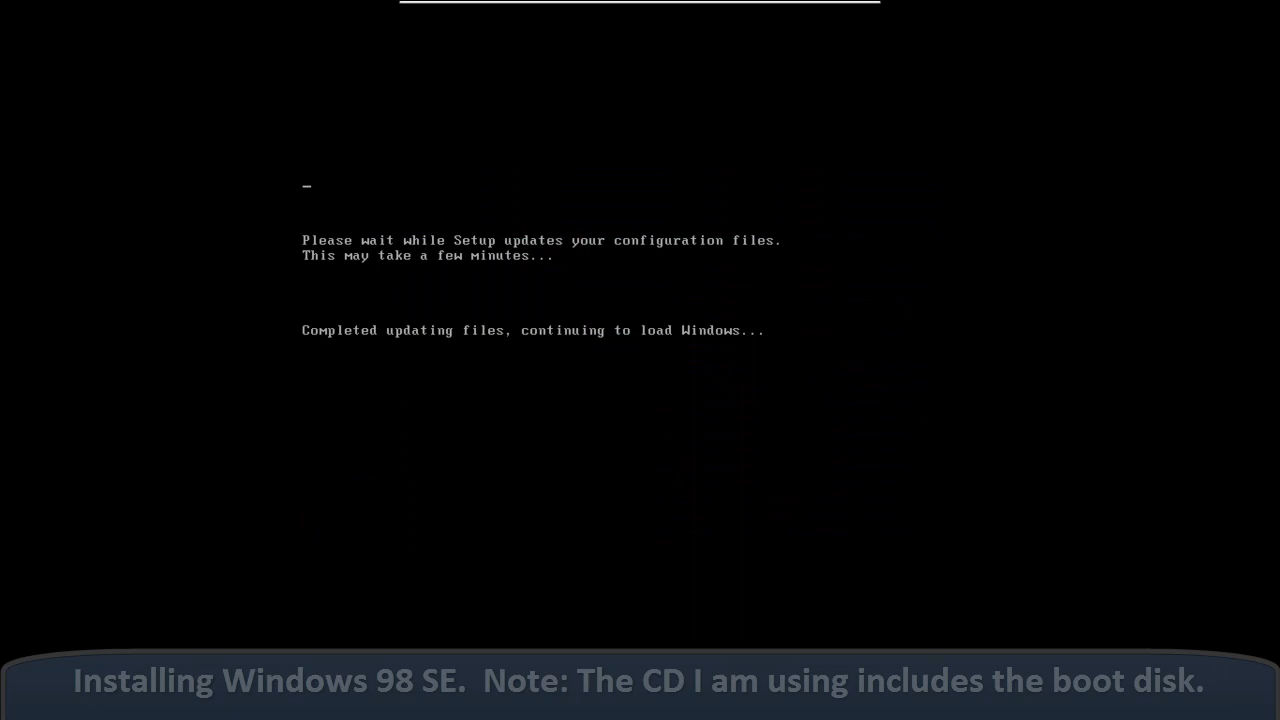 Please wait while Setup updates your configuration files.
This may take a few minutes...
Completed updating files, continuing to load Windows...
Installing Windows 98 SE.  Note: The CD I am using includes the boot disk.